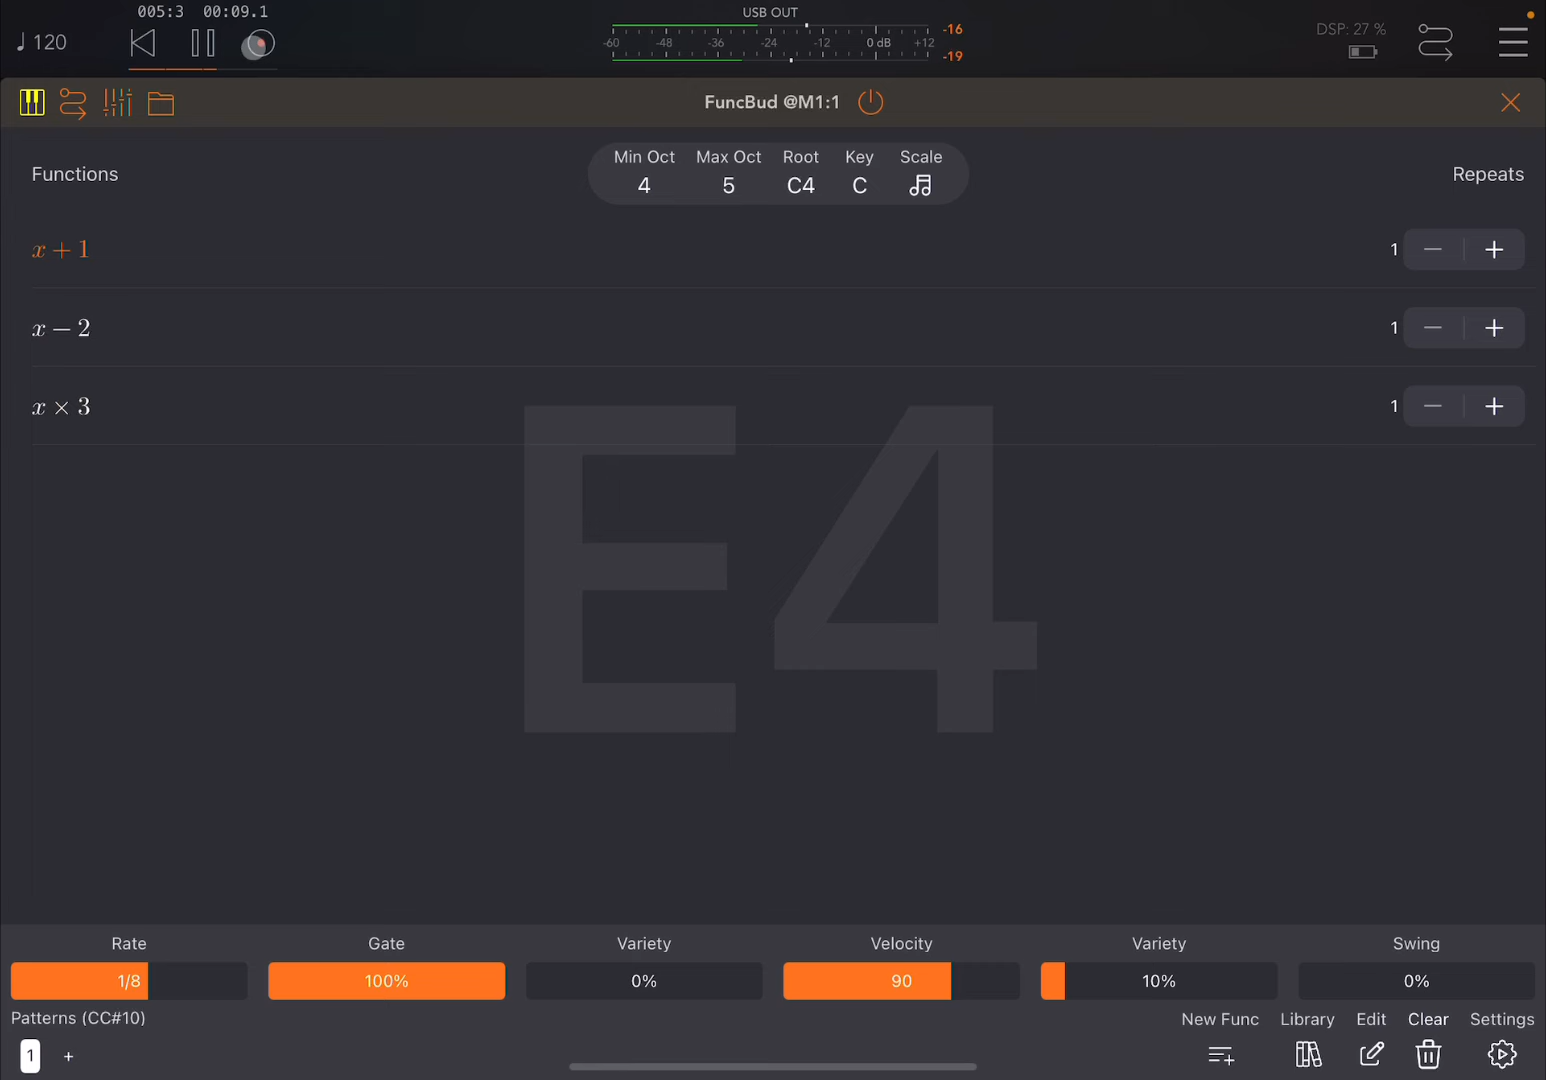 ♩ 120
005:3 00:09.1
USB OUT
-60 -48 -36 -24 -12 0 dB +12
-16
-19
DSP: 27 %
FuncBud @M1:1
Functions
Min Oct Max Oct Root Key Scale
4 5 C4 C
Repeats
x + 1
1 — +
x − 2
1 — +
x × 3
1 — +
E4
Rate Gate Variety Velocity Variety Swing
1/8 100% 0% 90 10% 0%
Patterns (CC#10)
1 +
New Func Library Edit Clear Settings